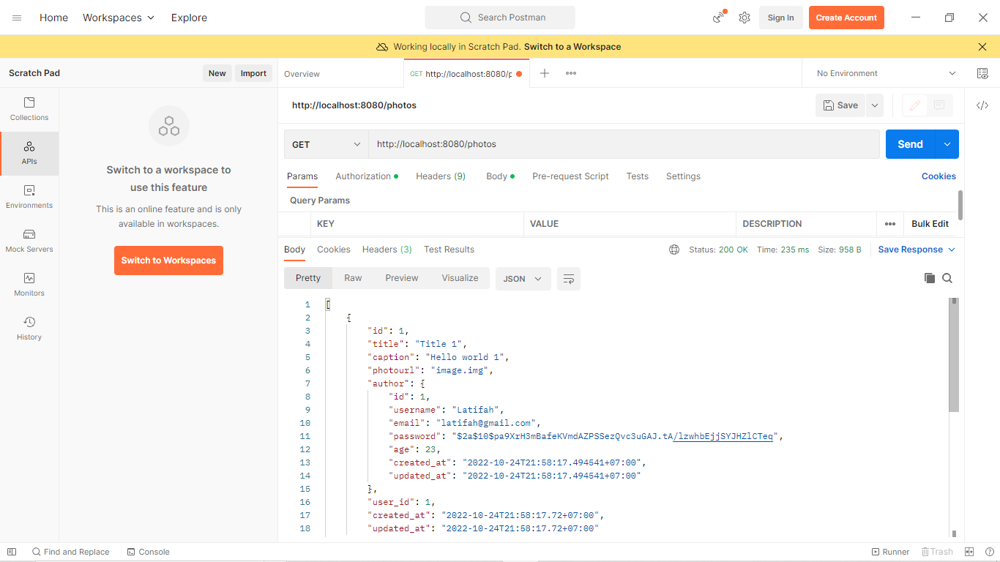 Home Workspaces Explore Search Postman Sign In Create Account
Working locally in Scratch Pad. Switch to a Workspace
Scratch Pad New Import Overview GET http://localhost:8080/p No Environment
http://localhost:8080/photos Save
GET http://localhost:8080/photos Send
Params Authorization Headers (9) Body Pre-request Script Tests Settings Cookies
Query Params
KEY VALUE DESCRIPTION Bulk Edit
Collections
APIs
Environments
Mock Servers
Monitors
History
Switch to a workspace to
use this feature
This is an online feature and is only
available in workspaces.
Switch to Workspaces
Body Cookies Headers (3) Test Results Status: 200 OK Time: 235 ms Size: 958 B Save Response
Pretty Raw Preview Visualize JSON
1 [
2 {
3 "id": 1,
4 "title": "Title 1",
5 "caption": "Hello world 1",
6 "photourl": "image.img",
7 "author": {
8 "id": 1,
9 "username": "Latifah",
10 "email": "latifah@gmail.com",
11 "password": "$2a$10$pa9XrH3mBafeKVmdAZPSSezQvc3uGAJ.tA/lzwhbEjjSYJHZlCTeq",
12 "age": 23,
13 "created_at": "2022-10-24T21:58:17.494541+07:00",
14 "updated_at": "2022-10-24T21:58:17.494541+07:00"
15 },
16 "user_id": 1,
17 "created_at": "2022-10-24T21:58:17.72+07:00",
18 "updated_at": "2022-10-24T21:58:17.72+07:00"
Find and Replace Console Runner Trash